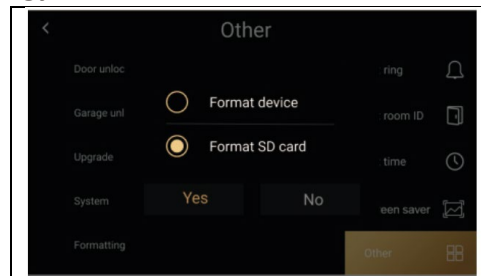 Other
Door unloc
ring
Format device
Garage unl
room ID
Format SD card
Upgrade
time
Yes
No
System
een saver
Formatting
Other